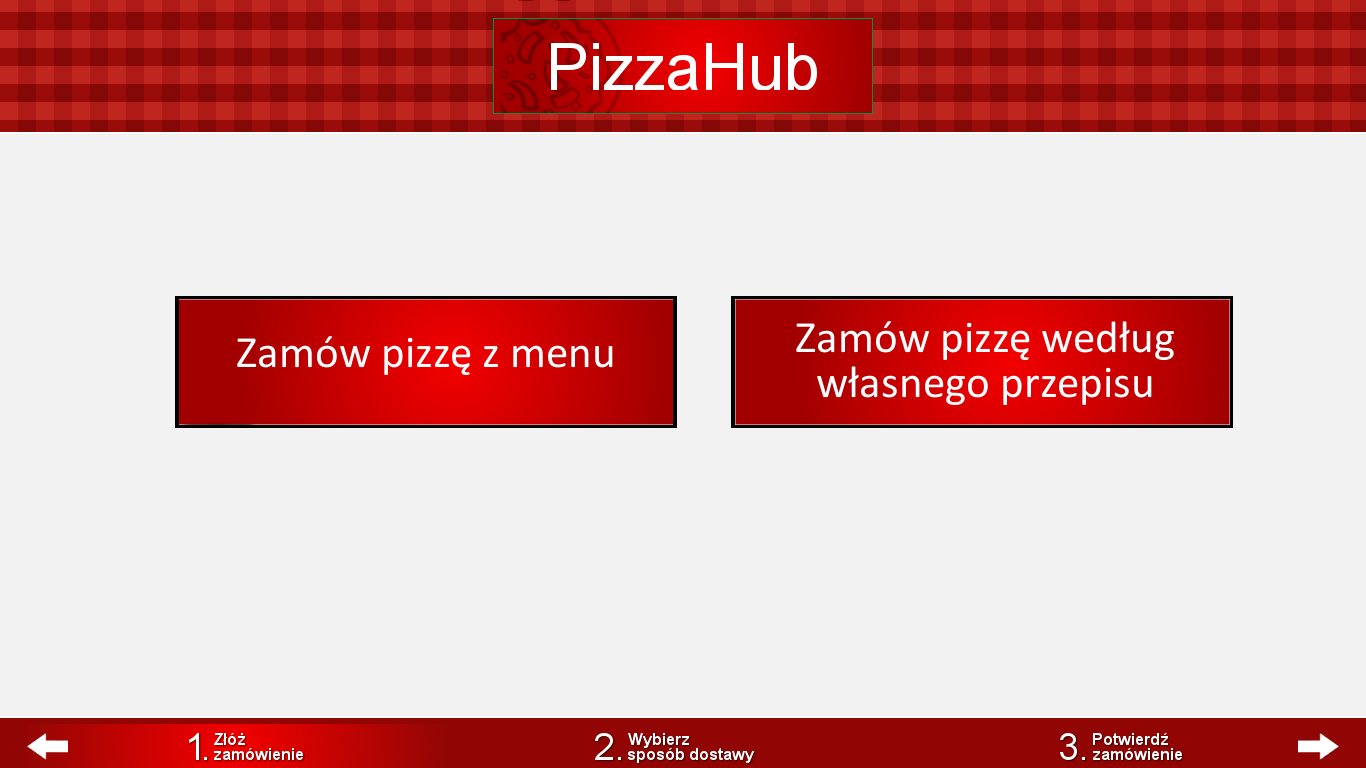 PizzaHub
Zamów pizzę z menu
Zamów pizzę według
własnego przepisu
1. Złóż
zamówienie
2. Wybierz
sposób dostawy
3. Potwierdź
zamówienie